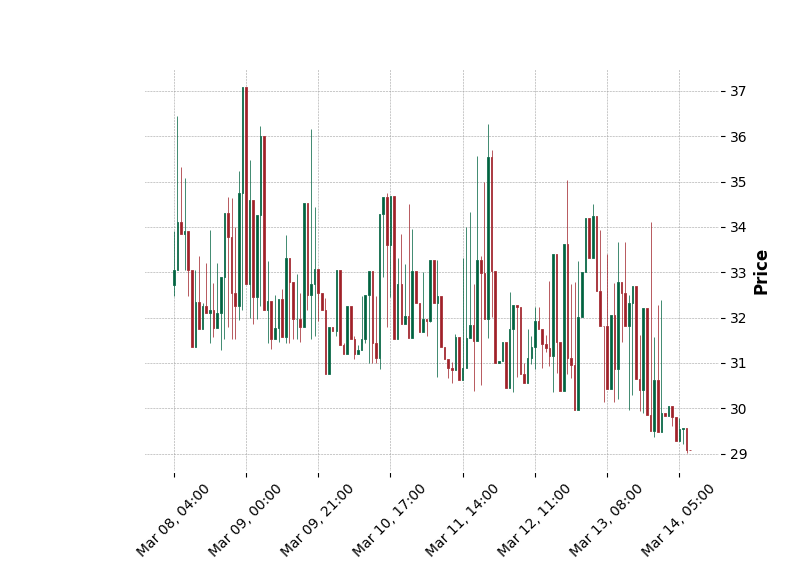 37
36
35
34
33
32
31
30
29
Price
Mar 08, 04:00
Mar 09, 00:00
Mar 09, 21:00
Mar 10, 17:00
Mar 11, 14:00
Mar 12, 11:00
Mar 13, 08:00
Mar 14, 05:00